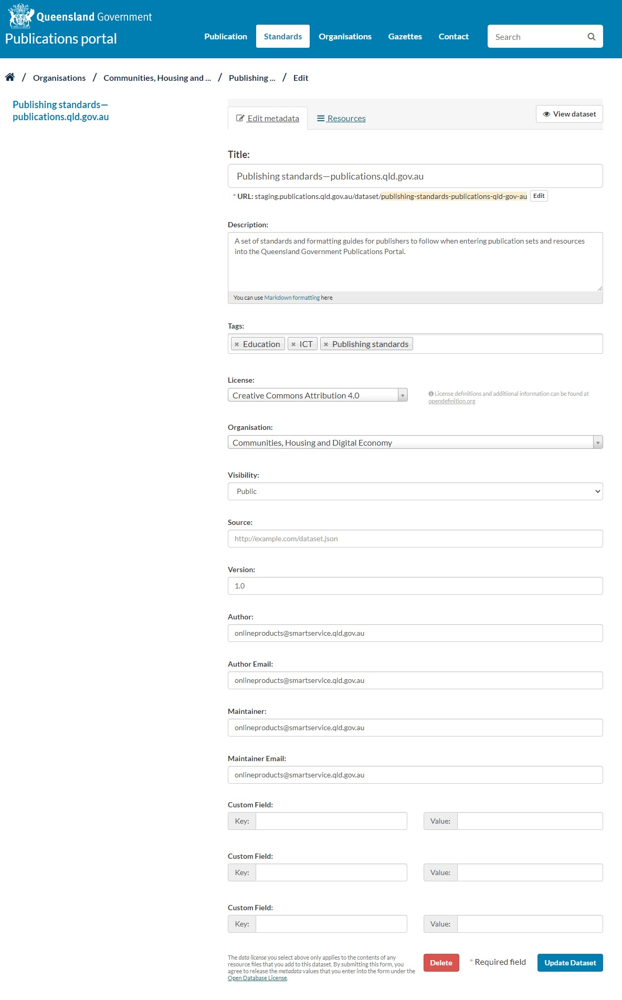 Queensland Government
Publications portal
Publication
Standards
Organisations
Gazettes
Contact
Search
/ Organisations / Communities, Housing and ... / Publishing ... / Edit
Publishing standards—
publications.qld.gov.au
Edit metadata
Resources
View dataset
Title:
Publishing standards—publications.qld.gov.au
* URL: staging.publications.qld.gov.au/dataset/publishing-standards-publications-qld-gov-au Edit
Description:
A set of standards and formatting guides for publishers to follow when entering publication sets and resources
into the Queensland Government Publications Portal.
You can use Markdown formatting here
Tags:
× Education × ICT × Publishing standards
License:
Creative Commons Attribution 4.0
License definitions and additional information can be found at
opendefinition.org
Organisation:
Communities, Housing and Digital Economy
Visibility:
Public
Source:
http://example.com/dataset.json
Version:
1.0
Author:
onlineproducts@smartservice.qld.gov.au
Author Email:
onlineproducts@smartservice.qld.gov.au
Maintainer:
onlineproducts@smartservice.qld.gov.au
Maintainer Email:
onlineproducts@smartservice.qld.gov.au
Custom Field:
Key:
Value:
Custom Field:
Key:
Value:
Custom Field:
Key:
Value:
The data license you select above only applies to the contents of any
resource files that you add to this dataset. By submitting this form, you
agree to release the metadata values that you enter into the form under the
Open Database License.
Delete
* Required field
Update Dataset